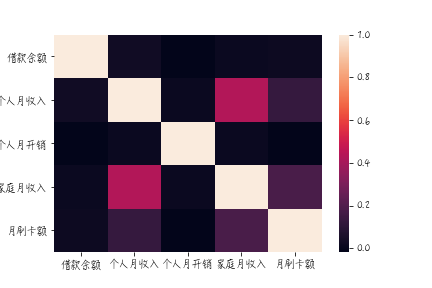 借款余额
个人月收入
个人月开销
家庭月收入
月刷卡额
借款余额 个人月收入 个人月开销 家庭月收入 月刷卡额
1.0
0.8
0.6
0.4
0.2
0.0